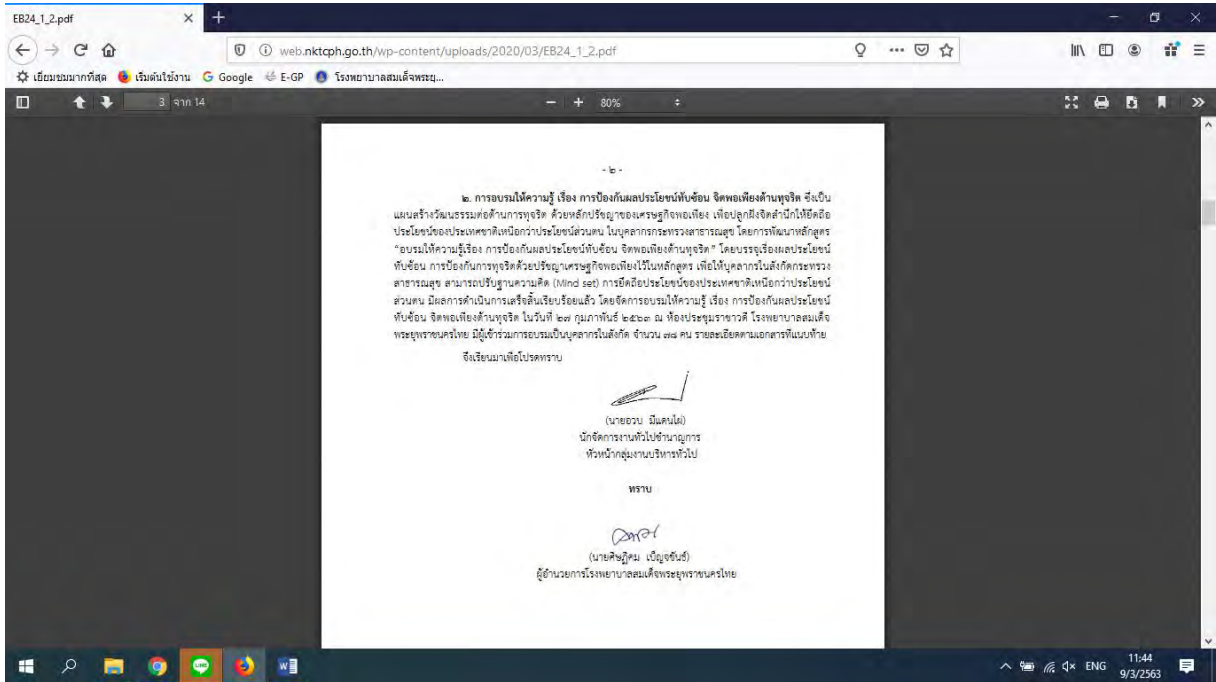 EB24_1_2.pdf
web.nktcph.go.th/wp-content/uploads/2020/03/EB24_1_2.pdf
เยี่ยมชมมากที่สุด เริ่มต้นใช้งาน Google E-GP โรงพยาบาลสมเด็จพระยุ...
3 จาก 14 80%
- ๒ -
๒. การอบรมให้ความรู้ เรื่อง การป้องกันผลประโยชน์ทับซ้อน จิตพอเพียงต้านทุจริต ซึ่งเป็น
แผนสร้างวัฒนธรรมต่อต้านการทุจริต ด้วยหลักปรัชญาของเศรษฐกิจพอเพียง เพื่อปลูกฝังจิตสำนึกให้ยึดถือ
ประโยชน์ของประเทศชาติเหนือกว่าประโยชน์ส่วนตน ในบุคลากรกระทรวงสาธารณสุข โดยการพัฒนาหลักสูตร
"อบรมให้ความรู้เรื่อง การป้องกันผลประโยชน์ทับซ้อน จิตพอเพียงต้านทุจริต" โดยบรรจุเรื่องผลประโยชน์
ทับซ้อน การป้องกันการทุจริตด้วยปรัชญาเศรษฐกิจพอเพียงไว้ในหลักสูตร เพื่อให้บุคลากรในสังกัดกระทรวง
สาธารณสุข สามารถปรับฐานความคิด (Mind set) การยึดถือประโยชน์ของประเทศชาติเหนือกว่าประโยชน์
ส่วนตน มีผลการดำเนินการเสร็จสิ้นเรียบร้อยแล้ว โดยจัดการอบรมให้ความรู้ เรื่อง การป้องกันผลประโยชน์
ทับซ้อน จิตพอเพียงต้านทุจริต ในวันที่ ๒๗ กุมภาพันธ์ ๒๕๖๓ ณ ห้องประชุมราชาวดี โรงพยาบาลสมเด็จ
พระยุพราชนครไทย มีผู้เข้าร่วมการอบรมเป็นบุคลากรในสังกัด จำนวน ๗๘ คน รายละเอียดตามเอกสารที่แนบท้าย
จึงเรียนมาเพื่อโปรดทราบ
(นายอวบ มีแดนไผ่)
นักจัดการงานทั่วไปชำนาญการ
หัวหน้ากลุ่มงานบริหารทั่วไป
ทราบ
(นายศิษฎิคม เบ็ญจขันธ์)
ผู้อำนวยการโรงพยาบาลสมเด็จพระยุพราชนครไทย
ENG 11:44
9/3/2563